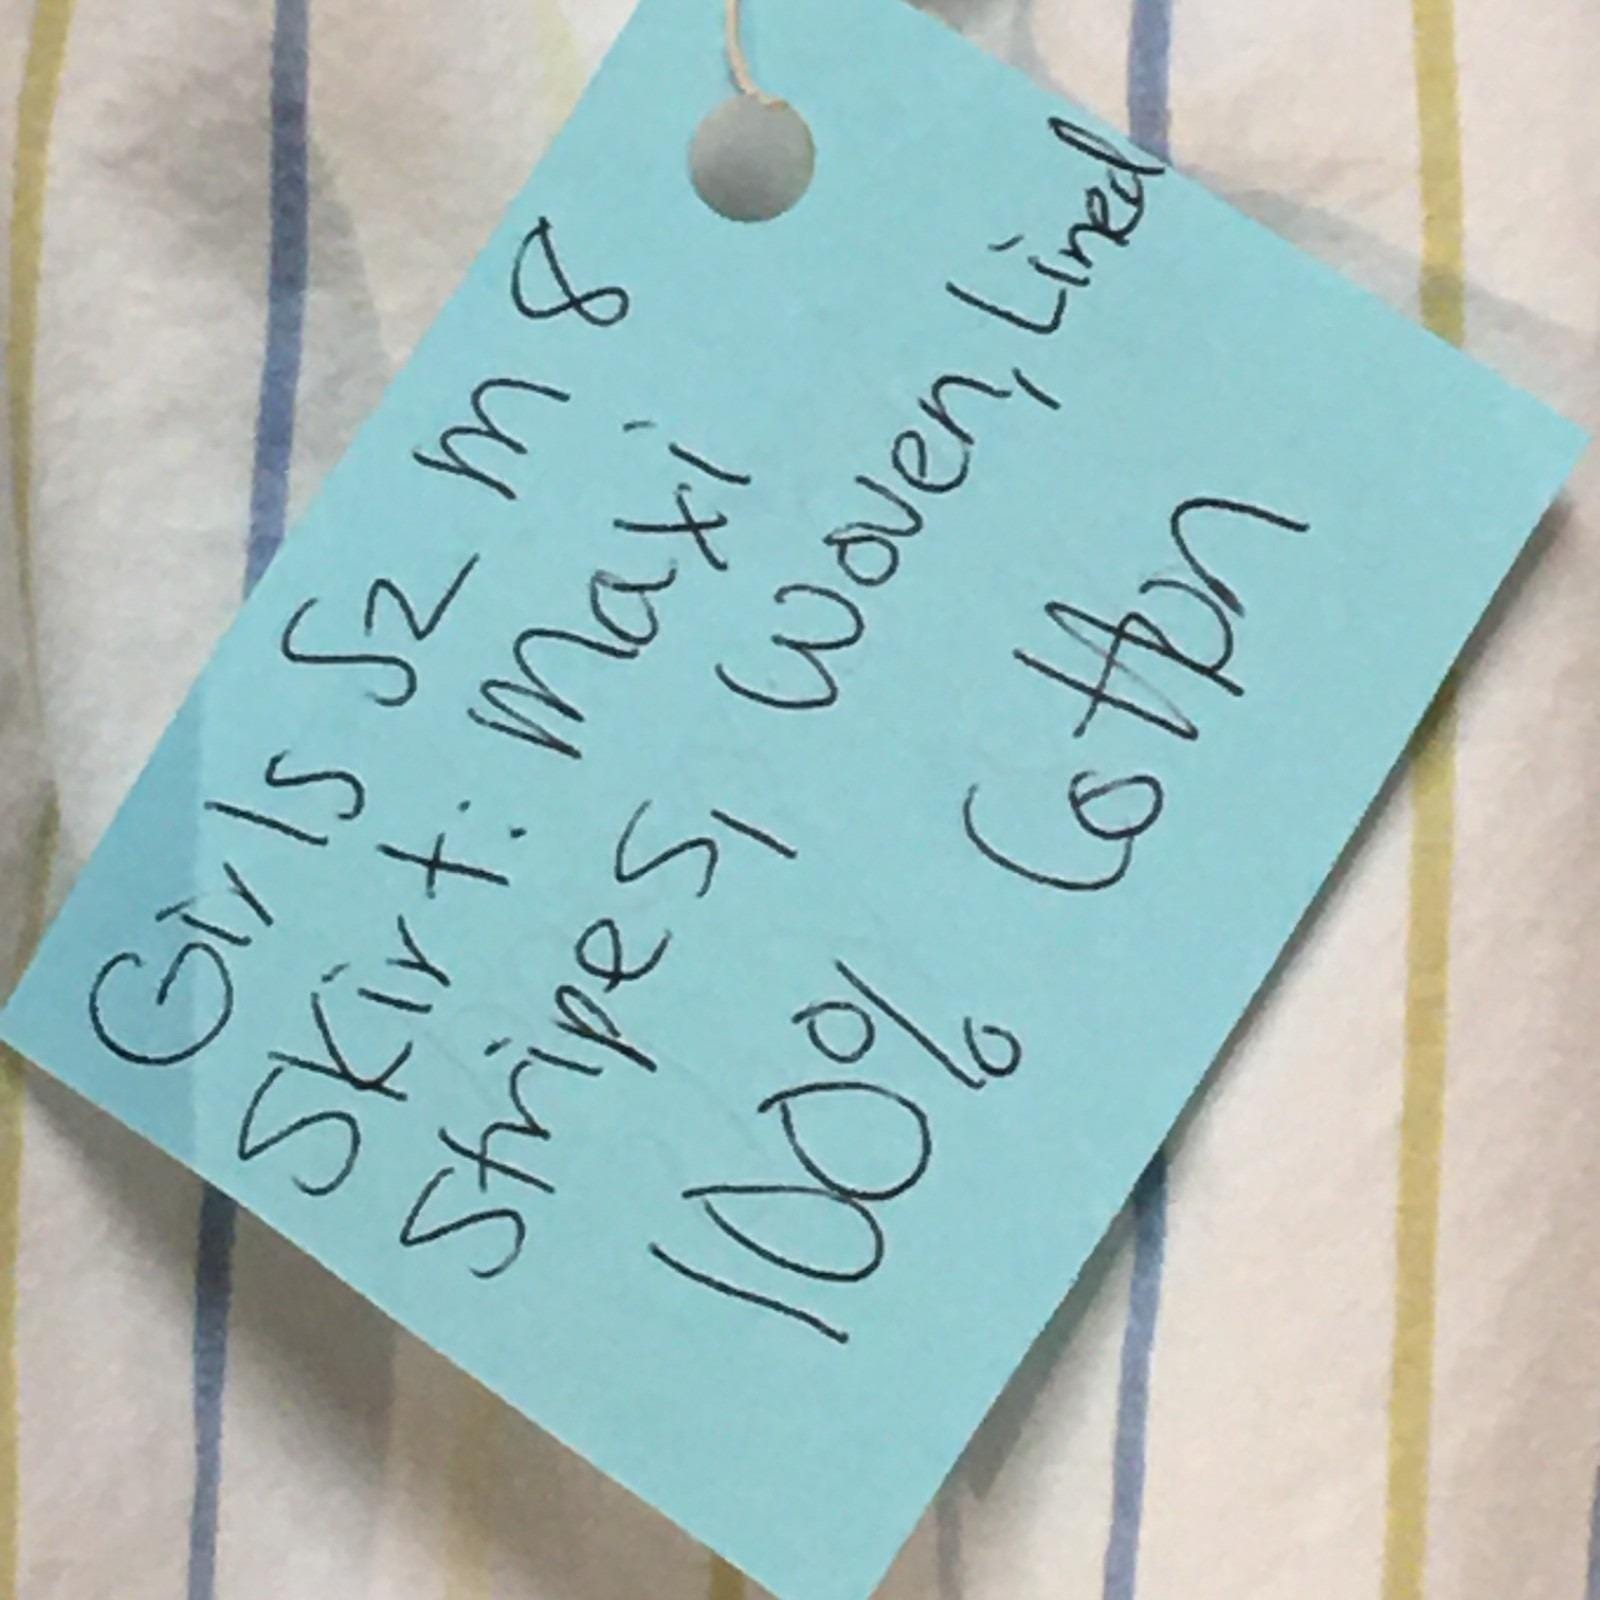 Girls Sz M 8
Skirt: Maxi
Stripes, Woven, Lined
100% Cotton